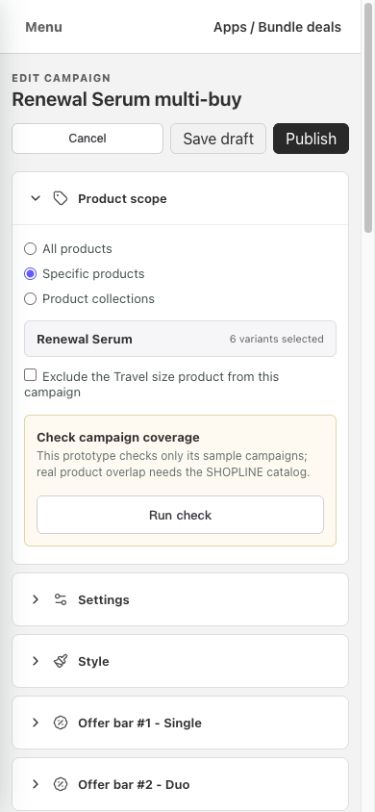 Menu
Apps / Bundle deals
EDIT CAMPAIGN
Renewal Serum multi-buy
Cancel
Save draft
Publish
Product scope
All products
Specific products
Product collections
Renewal Serum
6 variants selected
Exclude the Travel size product from this
campaign
Check campaign coverage
This prototype checks only its sample campaigns;
real product overlap needs the SHOPLINE catalog.
Run check
Settings
Style
Offer bar #1 - Single
Offer bar #2 - Duo